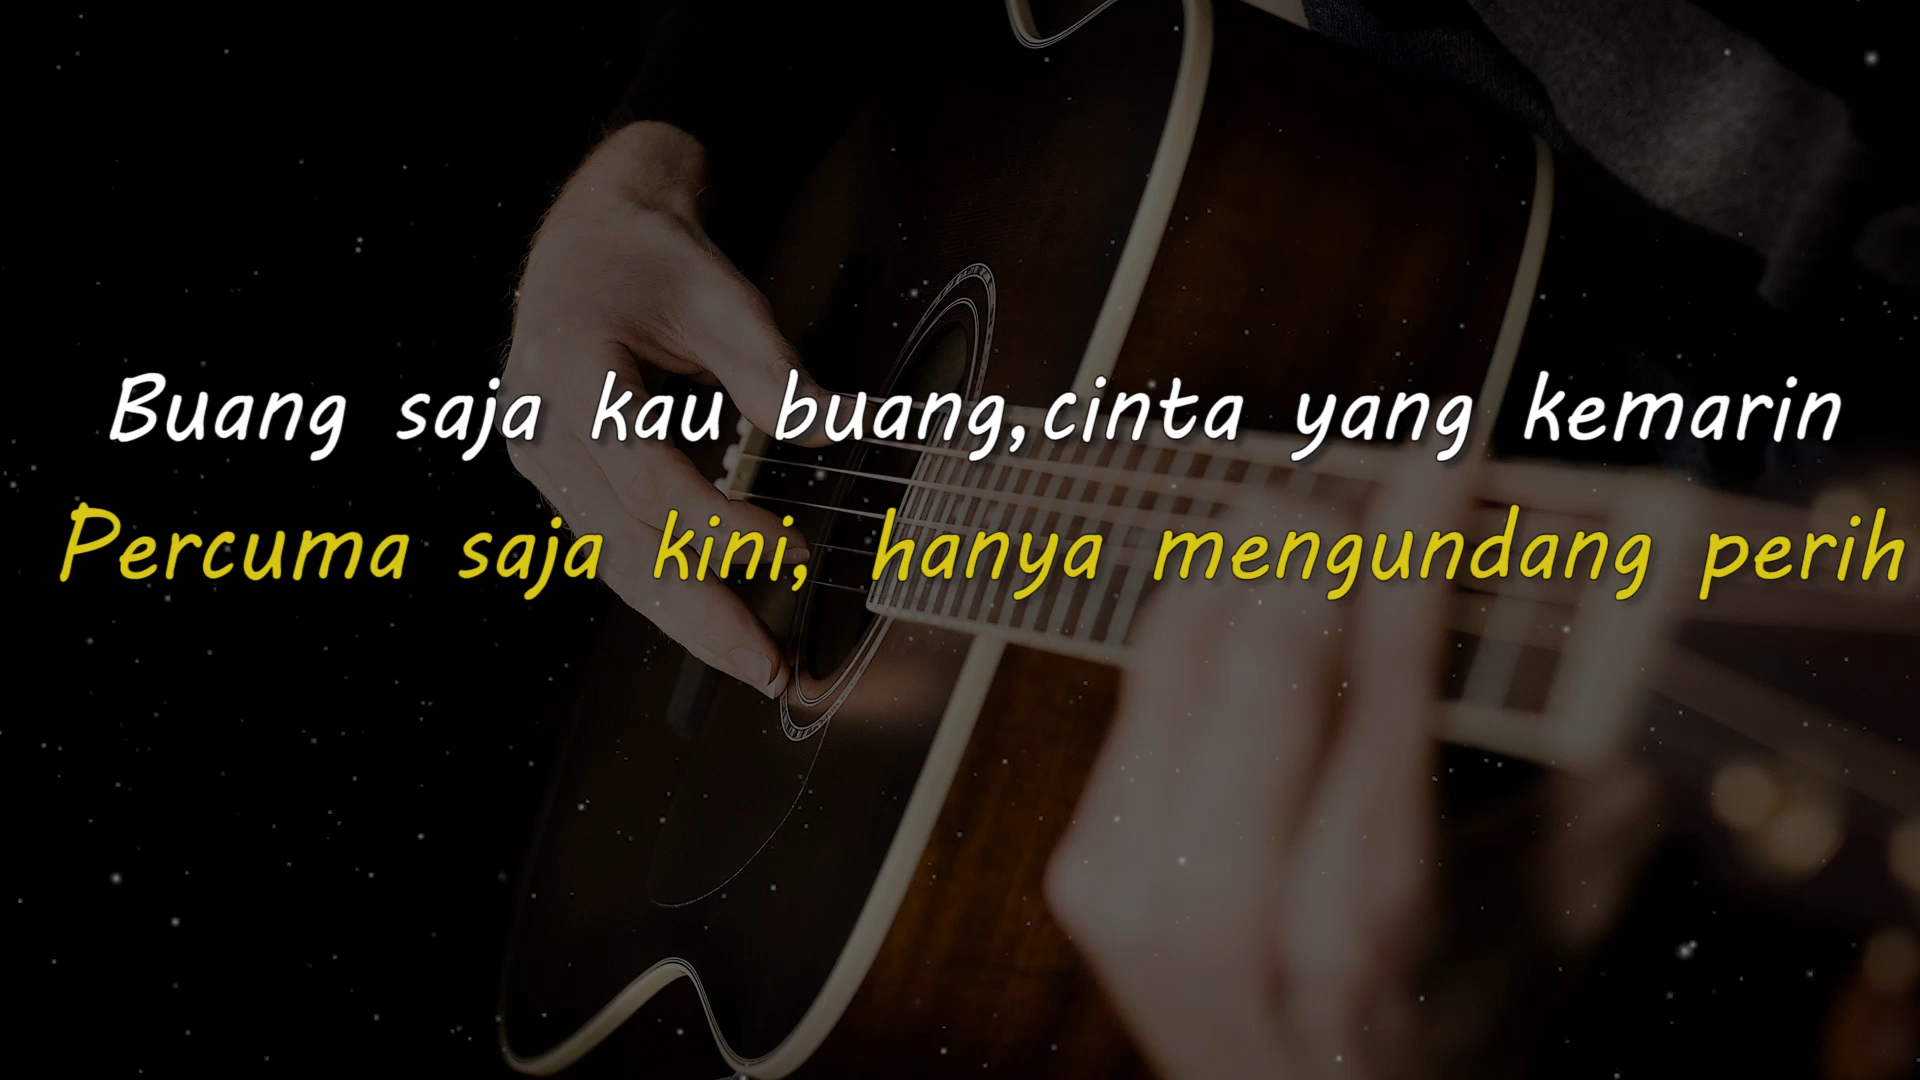 Buang saja kau buang,cinta yang kemarin
Percuma saja kini, hanya mengundang perih